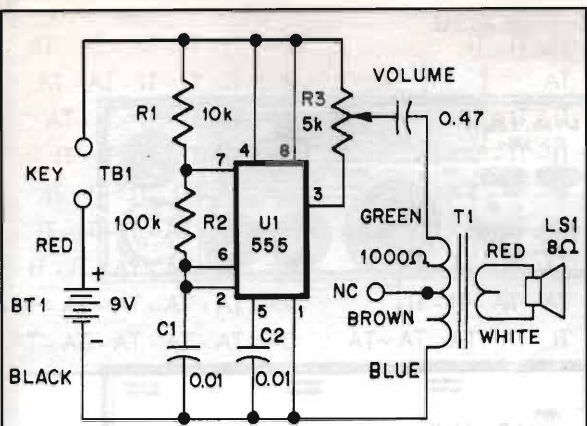 VOLUME
R1 10k
R3
5k
0.47
4 8
7
KEY TB1
3
100k R2
U1
555
GREEN T1
LS1
8Ω
RED
6
1000Ω
RED
2
NC
BT1 9V
+
-
5 1
BROWN
WHITE
C1 C2
BLACK
0.01 0.01
BLUE